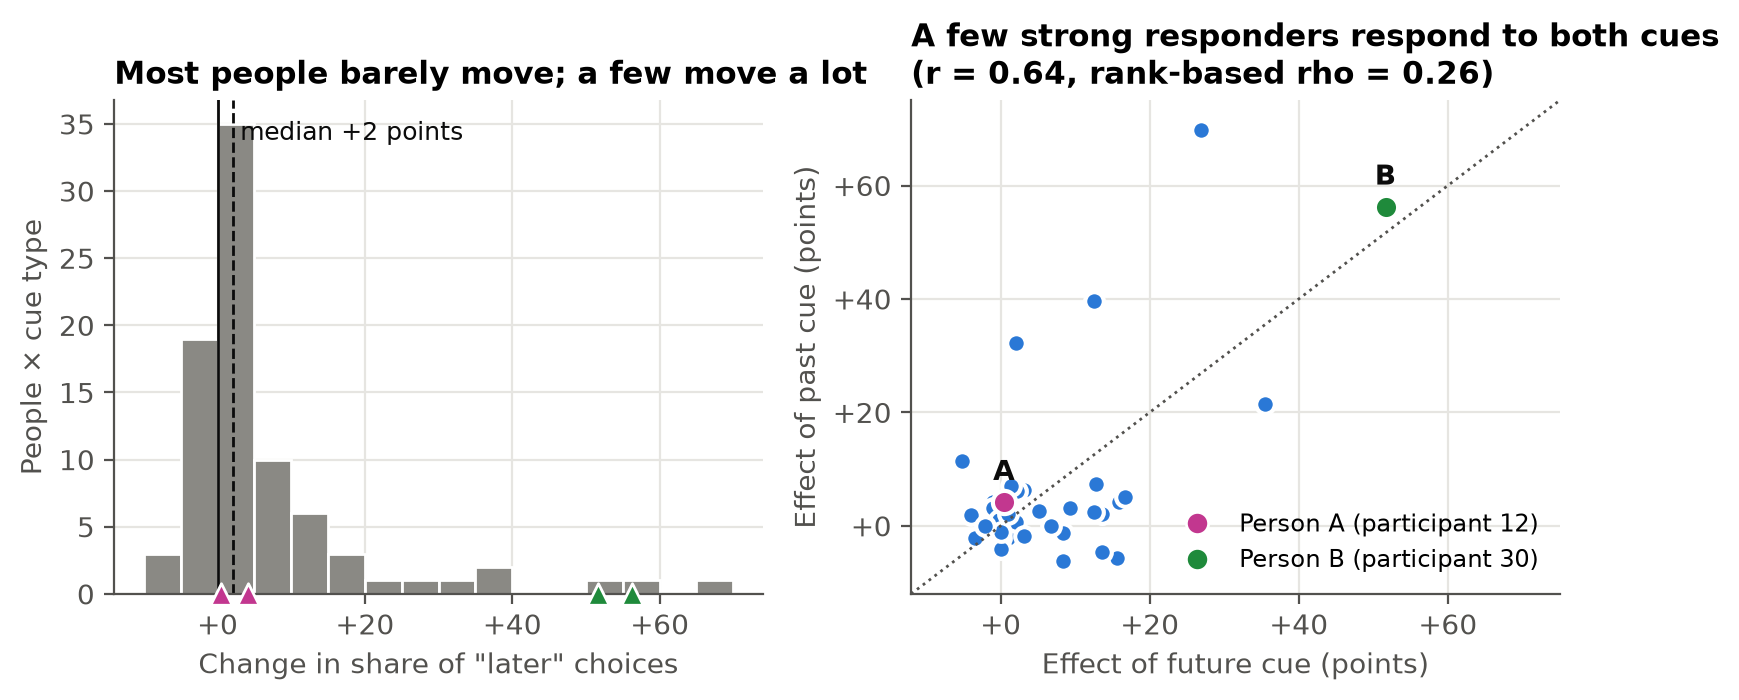 Most people barely move; a few move a lot
35
30
25
20
15
10
5
0
People × cue type
median +2 points
+0
+20
+40
+60
Change in share of "later" choices
A few strong responders respond to both cues
(r = 0.64, rank-based rho = 0.26)
+60
+40
+20
+0
Effect of past cue (points)
B
A
Person A (participant 12)
Person B (participant 30)
+0
+20
+40
+60
Effect of future cue (points)